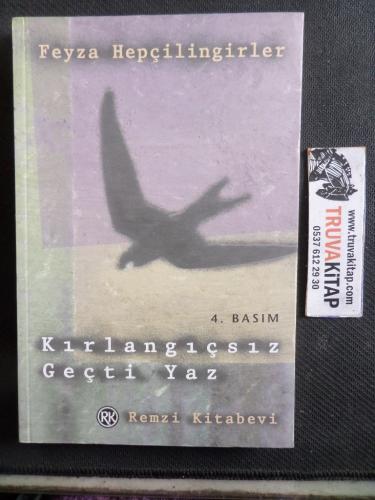 Feyza Hepçilingirler
4. BASIM
Kırlangıçsız
Geçti Yaz
RK Remzi Kitabevi
TRUVAKİTAP
www.truvakitap.com
0537 612 29 30